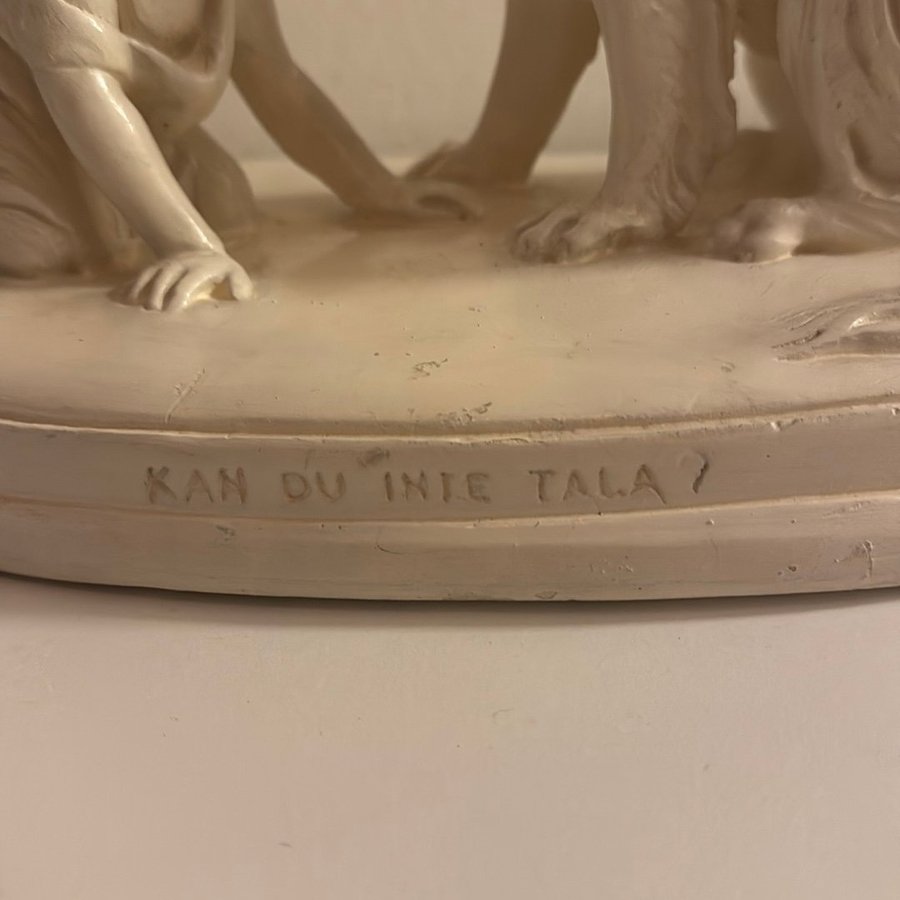 KAN DU INTE TALA?